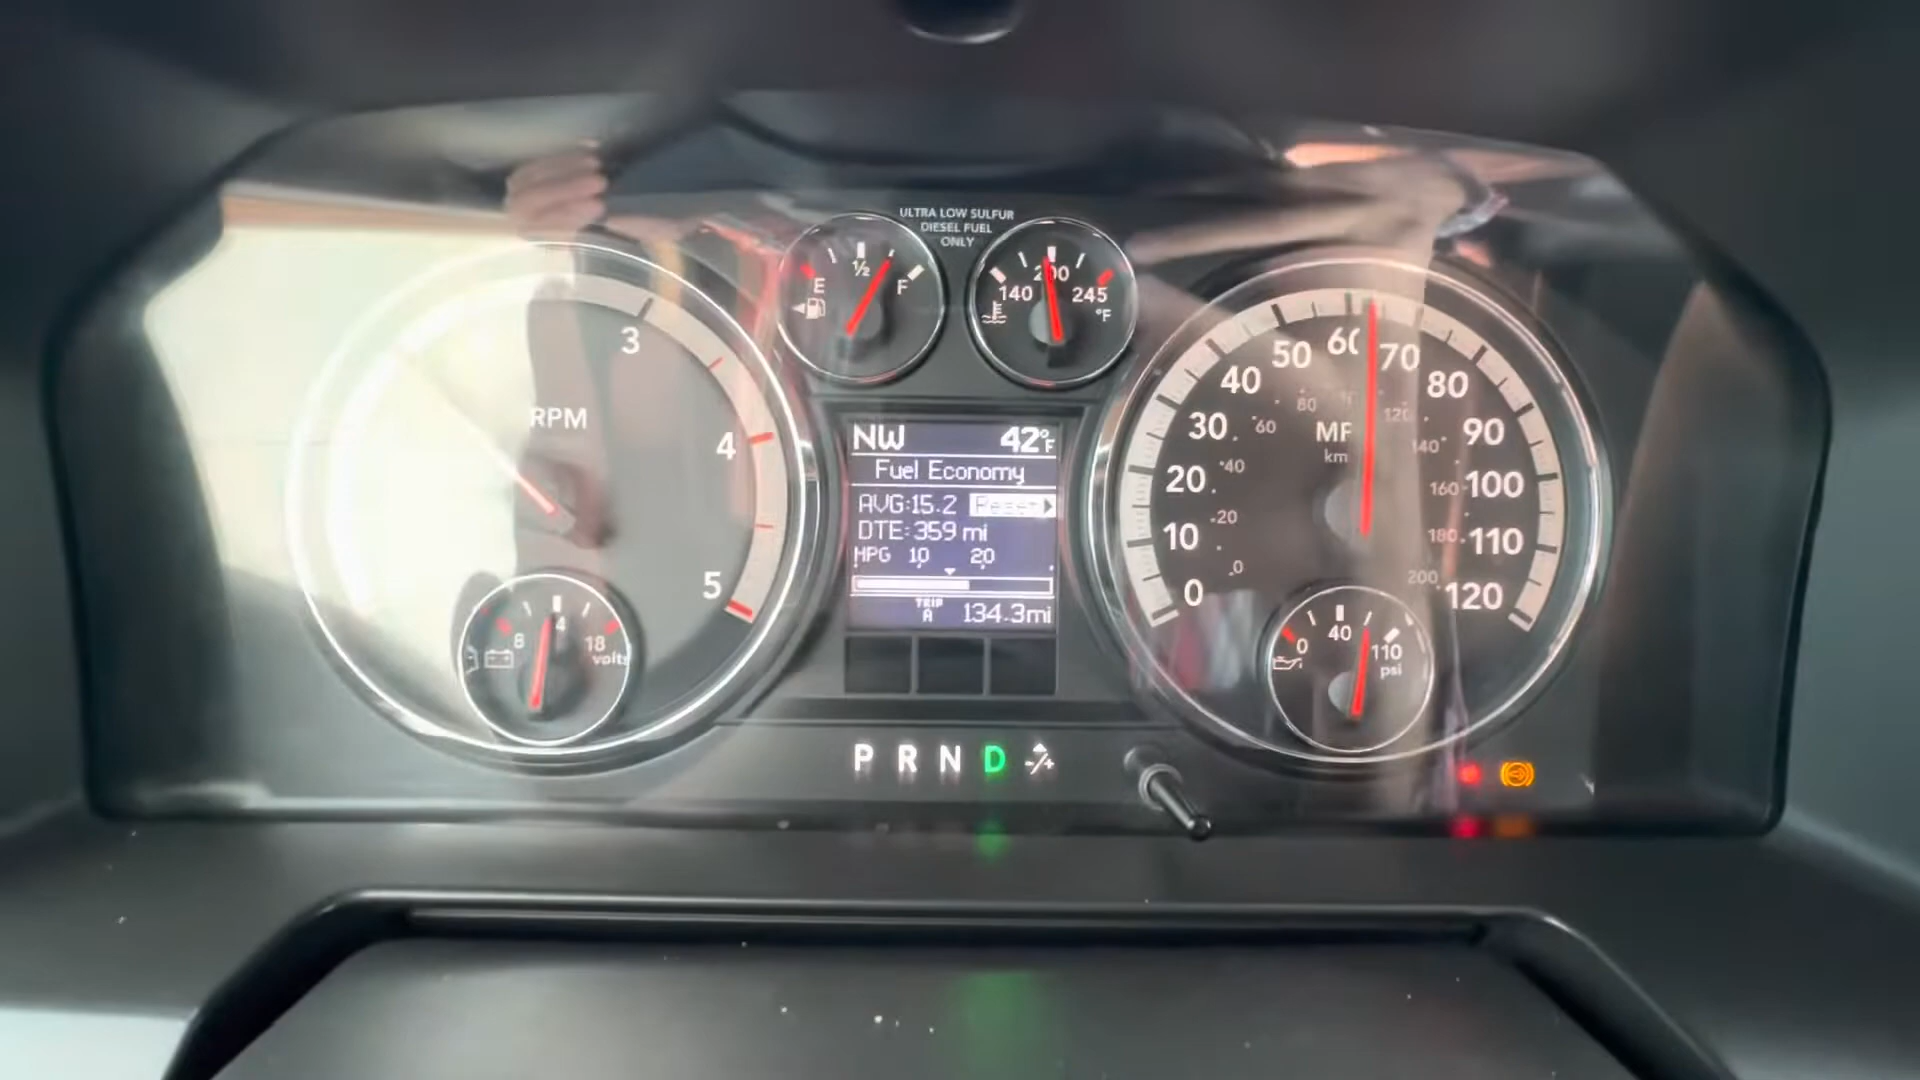 ULTRA LOW SULFUR
DIESEL FUEL
ONLY
E ½ F
140 200 245
°F
3
4
5
RPM
8 18
volts
NW 42°F
Fuel Economy
AVG:15.2 Reset
DTE: 359 mi
MPG 10 20
TRIP
A 134.3mi
0 10 20 30 40 50 60 70 80 90 100 110 120
km
0 20 40 60 80 120 140 160 180 200
0 40 110
psi
P R N D -/+